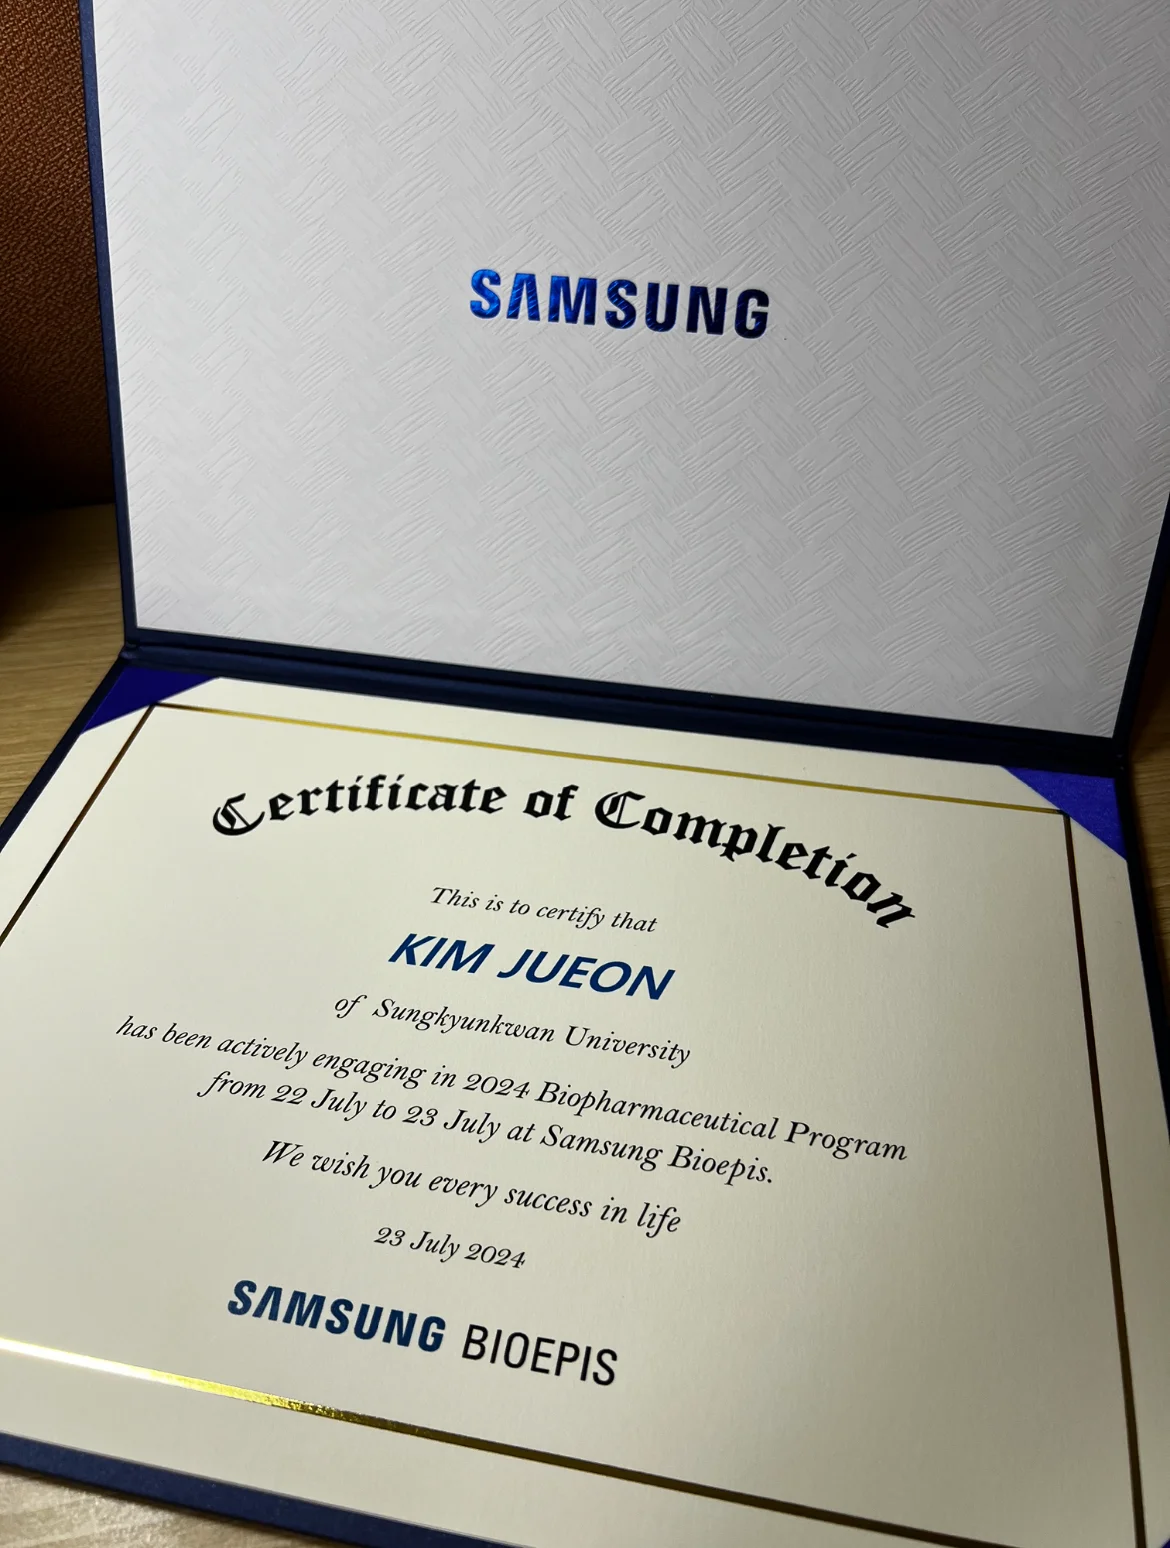 SAMSUNG
Certificate of Completion
This is to certify that
KIM JUEON
of Sungkyunkwan University
has been actively engaging in 2024 Biopharmaceutical Program
from 22 July to 23 July at Samsung Bioepis.
We wish you every success in life
23 July 2024
SAMSUNG BIOEPIS